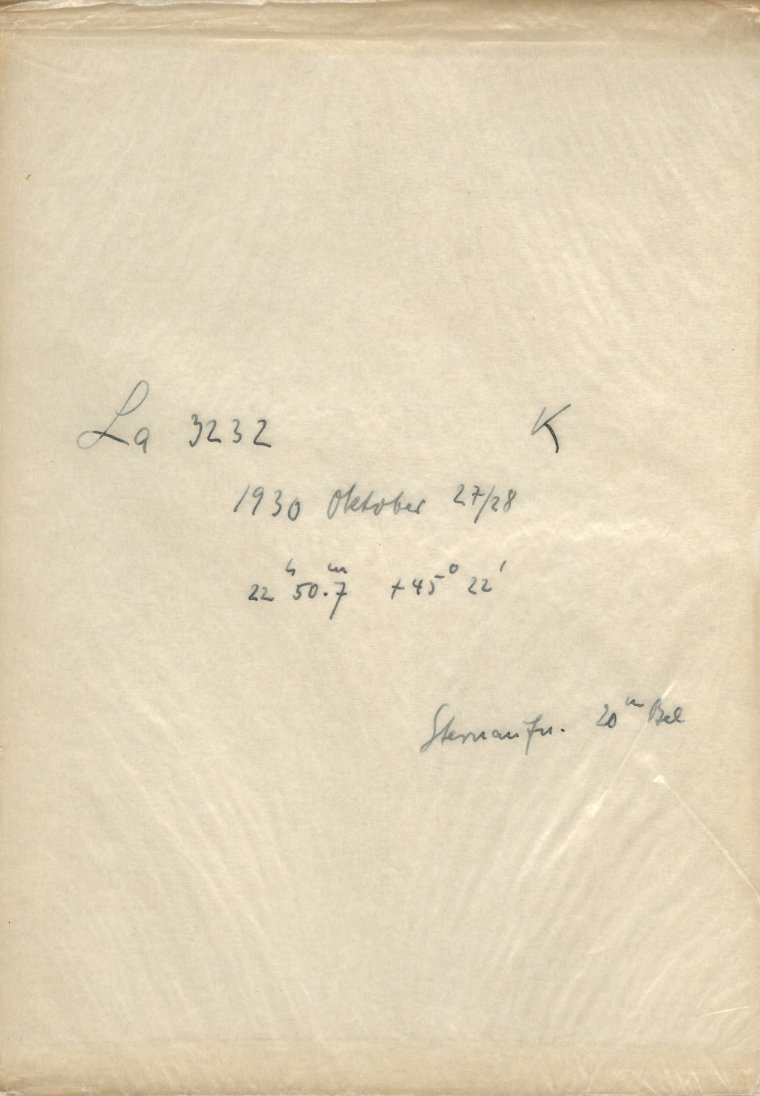 La 3232 K
1930 Oktober 27/28
22ʰ 50.7ᵐ +45° 22'
Sternaufn. 20ᵐ Bel